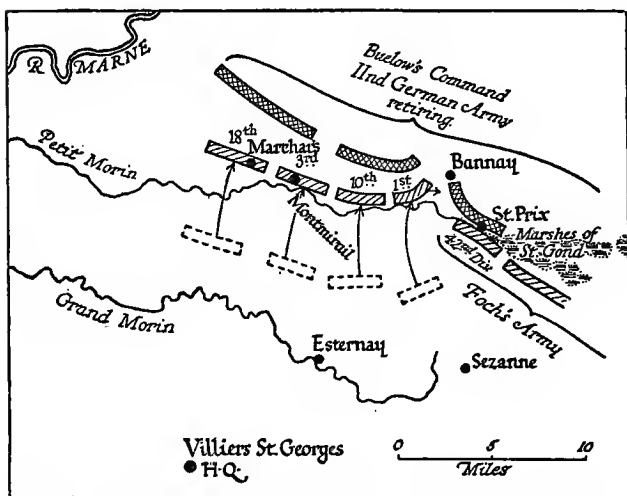 R MARNE
Buelow's Command
IInd German Army
retiring.
18th
Marchais
3rd
Petit Morin
10th
1st
Bannay
Montmirail
St. Prix
Marshes of
St. Gond
42nd Div.
Foch's Army
Grand Morin
Esternay
Sezanne
Villiers St. Georges
H.Q.
0 5 10
Miles